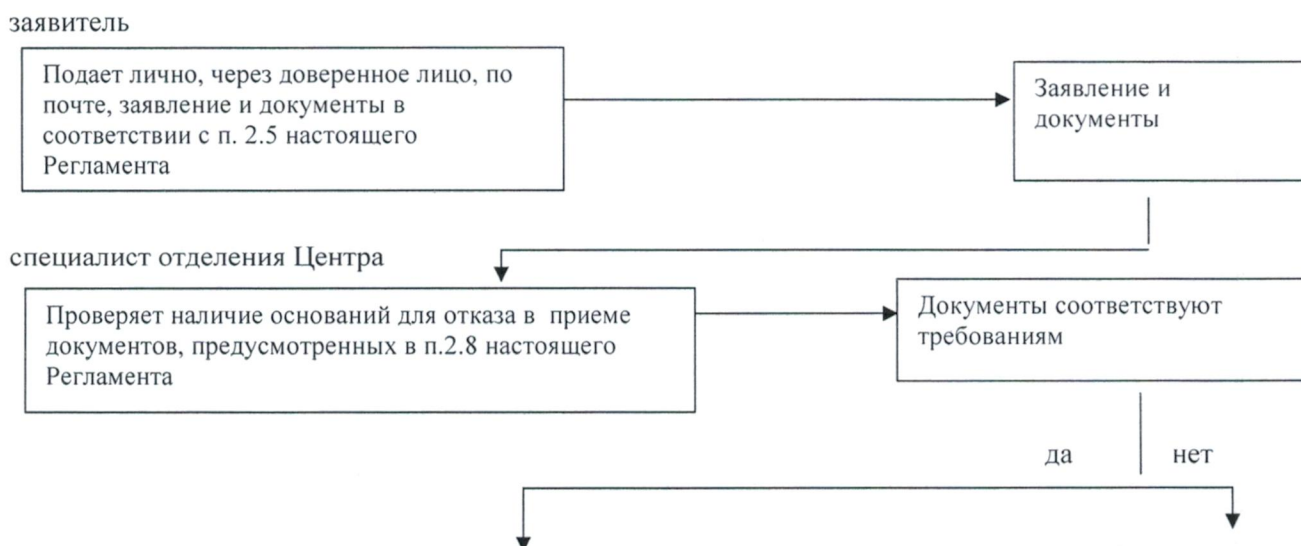 заявитель
Подает лично, через доверенное лицо, по
почте, заявление и документы в
соответствии с п. 2.5 настоящего
Регламента
Заявление и
документы
специалист отделения Центра
Проверяет наличие оснований для отказа в приеме
документов, предусмотренных в п.2.8 настоящего
Регламента
Документы соответствуют
требованиям
да нет